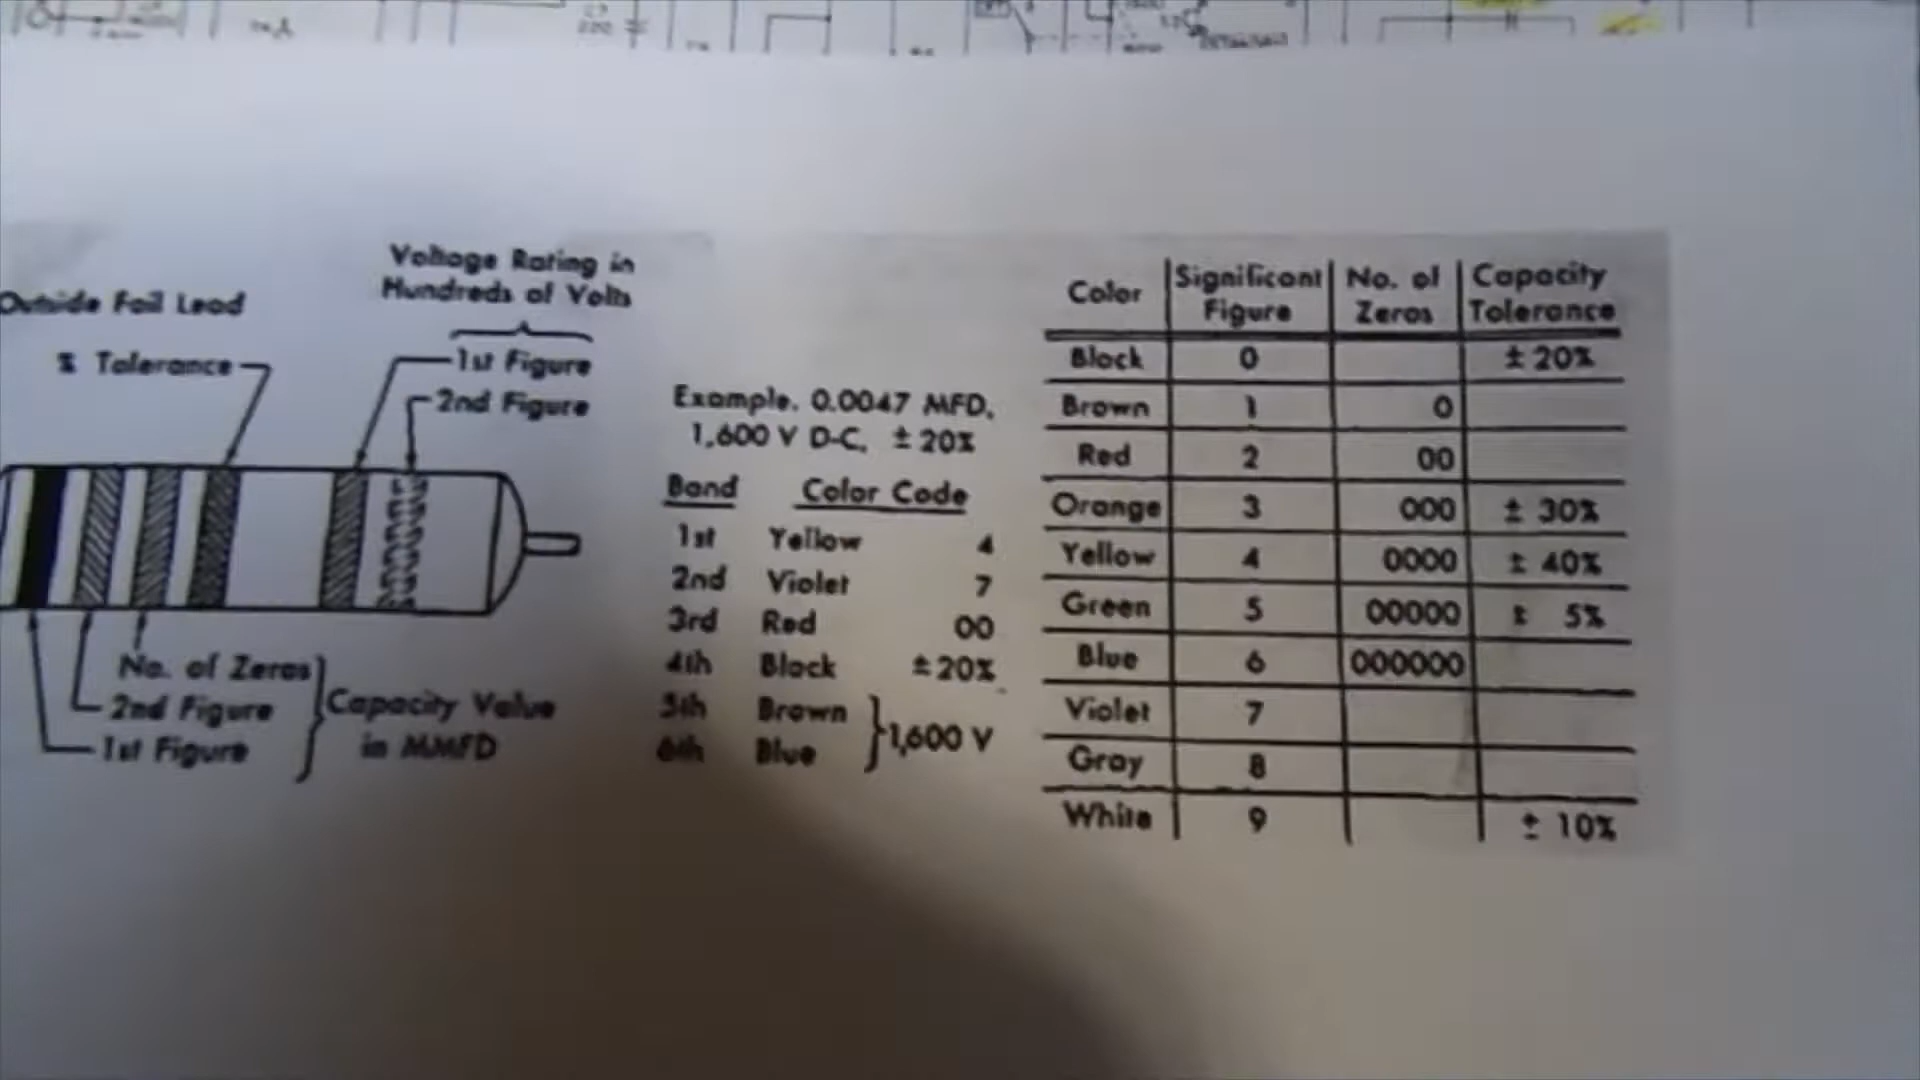 Voltage Rating in
Hundreds of Volts
Outside Foil Lead
% Tolerance
1st Figure
2nd Figure
No. of Zeros
2nd Figure
1st Figure
Capacity Value
in MMFD
Example. 0.0047 MFD,
1,600 V D-C, ± 20%
Band Color Code
1st Yellow 4
2nd Violet 7
3rd Red 00
4th Black ±20%
5th Brown
6th Blue
1,600 V
Color Significant Figure No. of Zeros Capacity Tolerance
Black 0 ± 20%
Brown 1 0
Red 2 00
Orange 3 000 ± 30%
Yellow 4 0000 ± 40%
Green 5 00000 ± 5%
Blue 6 000000
Violet 7
Gray 8
White 9 ± 10%